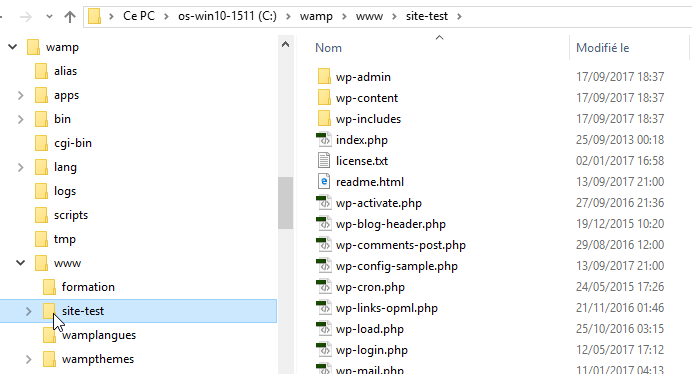 Ce PC > os-win10-1511 (C:) > wamp > www > site-test >
wamp
alias
apps
bin
cgi-bin
lang
logs
scripts
tmp
www
formation
site-test
wamplangues
wampthemes
Nom Modifié le
wp-admin 17/09/2017 18:37
wp-content 17/09/2017 18:37
wp-includes 17/09/2017 18:37
index.php 25/09/2013 00:18
license.txt 02/01/2017 16:58
readme.html 13/09/2017 21:00
wp-activate.php 27/09/2016 21:36
wp-blog-header.php 19/12/2015 10:20
wp-comments-post.php 29/08/2016 12:00
wp-config-sample.php 13/09/2017 21:00
wp-cron.php 24/05/2015 17:26
wp-links-opml.php 21/11/2016 01:46
wp-load.php 25/10/2016 03:15
wp-login.php 12/05/2017 17:12
wp-mail.php 11/01/2017 04:13